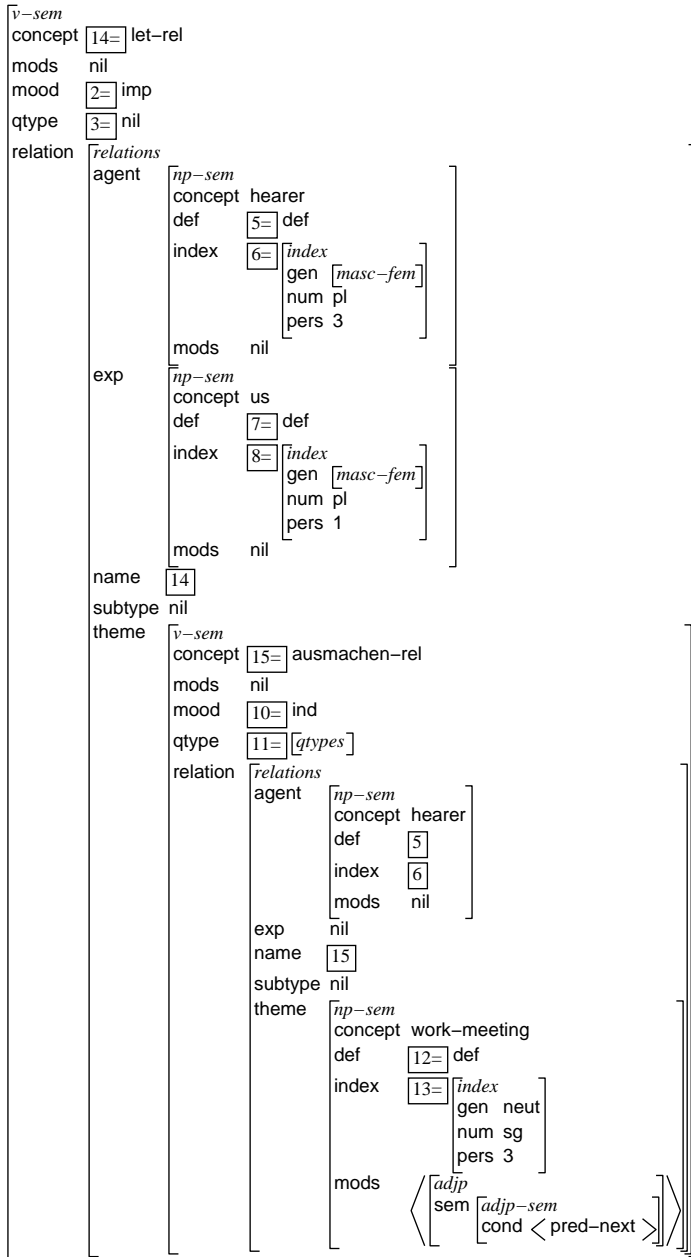 v−sem
concept 14= let−rel
mods nil
mood 2= imp
qtype 3= nil
relation relations
agent np−sem
concept hearer
def 5= def
index 6= index
gen masc−fem
num pl
pers 3
mods nil
exp np−sem
concept us
def 7= def
index 8= index
gen masc−fem
num pl
pers 1
mods nil
name 14
subtype nil
theme v−sem
concept 15= ausmachen−rel
mods nil
mood 10= ind
qtype 11= qtypes
relation relations
agent np−sem
concept hearer
def 5
index 6
mods nil
exp nil
name 15
subtype nil
theme np−sem
concept work−meeting
def 12= def
index 13= index
gen neut
num sg
pers 3
mods adjp
sem adjp−sem
cond < pred−next >